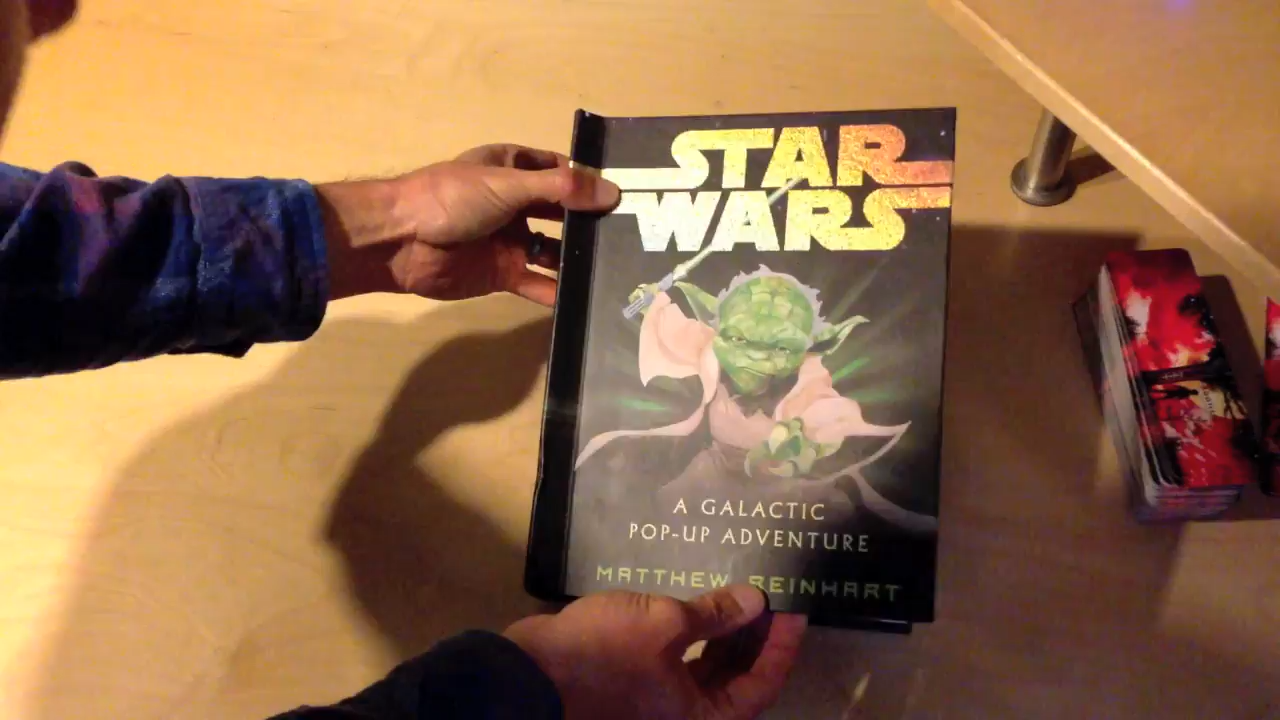 STAR
WARS
A GALACTIC
POP-UP ADVENTURE
MATTHEW REINHART